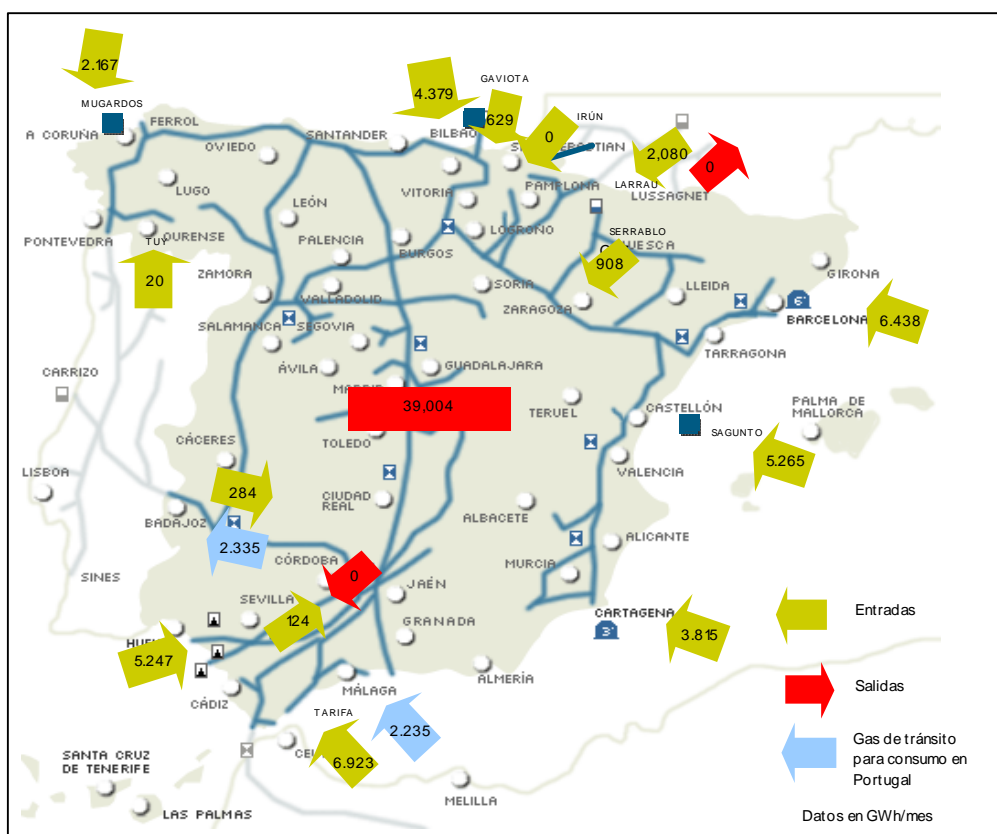 2.167
MUGARDOS
FERROL
A CORUÑA
OVIEDO
LUGO
SANTANDER
4.379
GAVIOTA
BILBAO
629
0
IRÚN
2,080
0
LARRAU
LUSSAGNET
VITORIA
PAMPLONA
LEÓN
PONTEVEDRA
OURENSE
TUY
20
PALENCIA
BURGOS
LOGROÑO
SERRABLO
HUESCA
908
GIRONA
ZAMORA
VALLADOLID
SORIA
ZARAGOZA
LLEIDA
6
BARCELONA
6.438
SALAMANCA
SEGOVIA
TARRAGONA
CARRIZO
ÁVILA
GUADALAJARA
MADRID
39,004
TERUEL
CASTELLÓN
PALMA DE
MALLORCA
SAGUNTO
TOLEDO
CÁCERES
VALENCIA
5.265
LISBOA
284
CIUDAD
REAL
ALBACETE
BADAJOZ
2.335
ALICANTE
SINES
CÓRDOBA
0
JAÉN
MURCIA
SEVILLA
124
GRANADA
CARTAGENA
3
3.815
5.247
CÁDIZ
MÁLAGA
ALMERÍA
TARIFA
2.235
6.923
MELILLA
SANTA CRUZ
DE TENERIFE
LAS PALMAS
Entradas
Salidas
Gas de tránsito
para consumo en
Portugal
Datos en GWh/mes